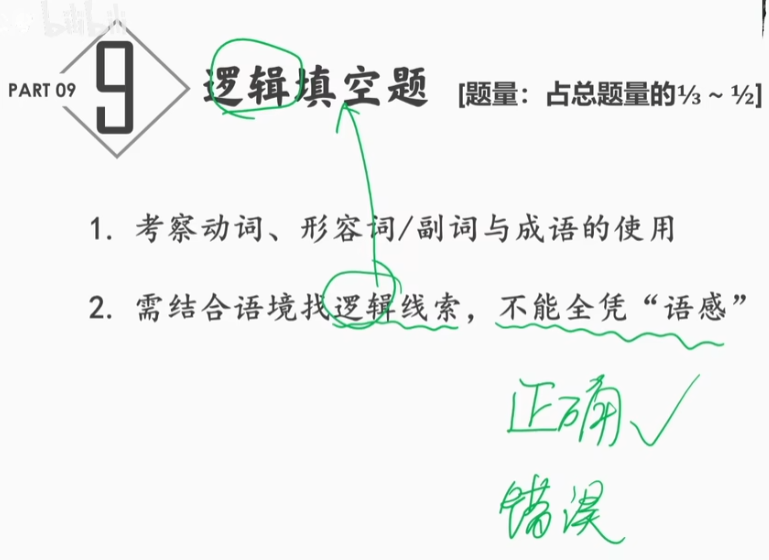 bilibili
PART 09
9
逻辑填空题 [题量：占总题量的⅓ ~ ½]
1. 考察动词、形容词/副词与成语的使用
2. 需结合语境找逻辑线索，不能全凭“语感”
正确✓
错误